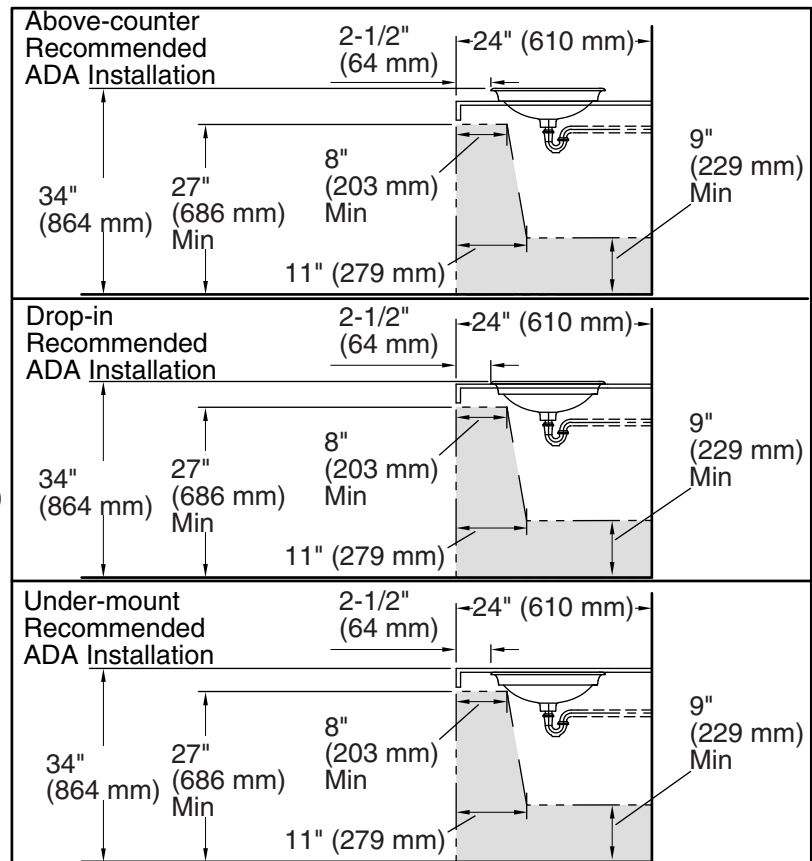 Above-counter
Recommended
ADA Installation
2-1/2"
(64 mm)
24" (610 mm)
34"
(864 mm)
27"
(686 mm)
Min
8"
(203 mm)
Min
9"
(229 mm)
Min
11" (279 mm)
Drop-in
Recommended
ADA Installation
2-1/2"
(64 mm)
24" (610 mm)
34"
(864 mm)
27"
(686 mm)
Min
8"
(203 mm)
Min
9"
(229 mm)
Min
11" (279 mm)
Under-mount
Recommended
ADA Installation
2-1/2"
(64 mm)
24" (610 mm)
34"
(864 mm)
27"
(686 mm)
Min
8"
(203 mm)
Min
9"
(229 mm)
Min
11" (279 mm)